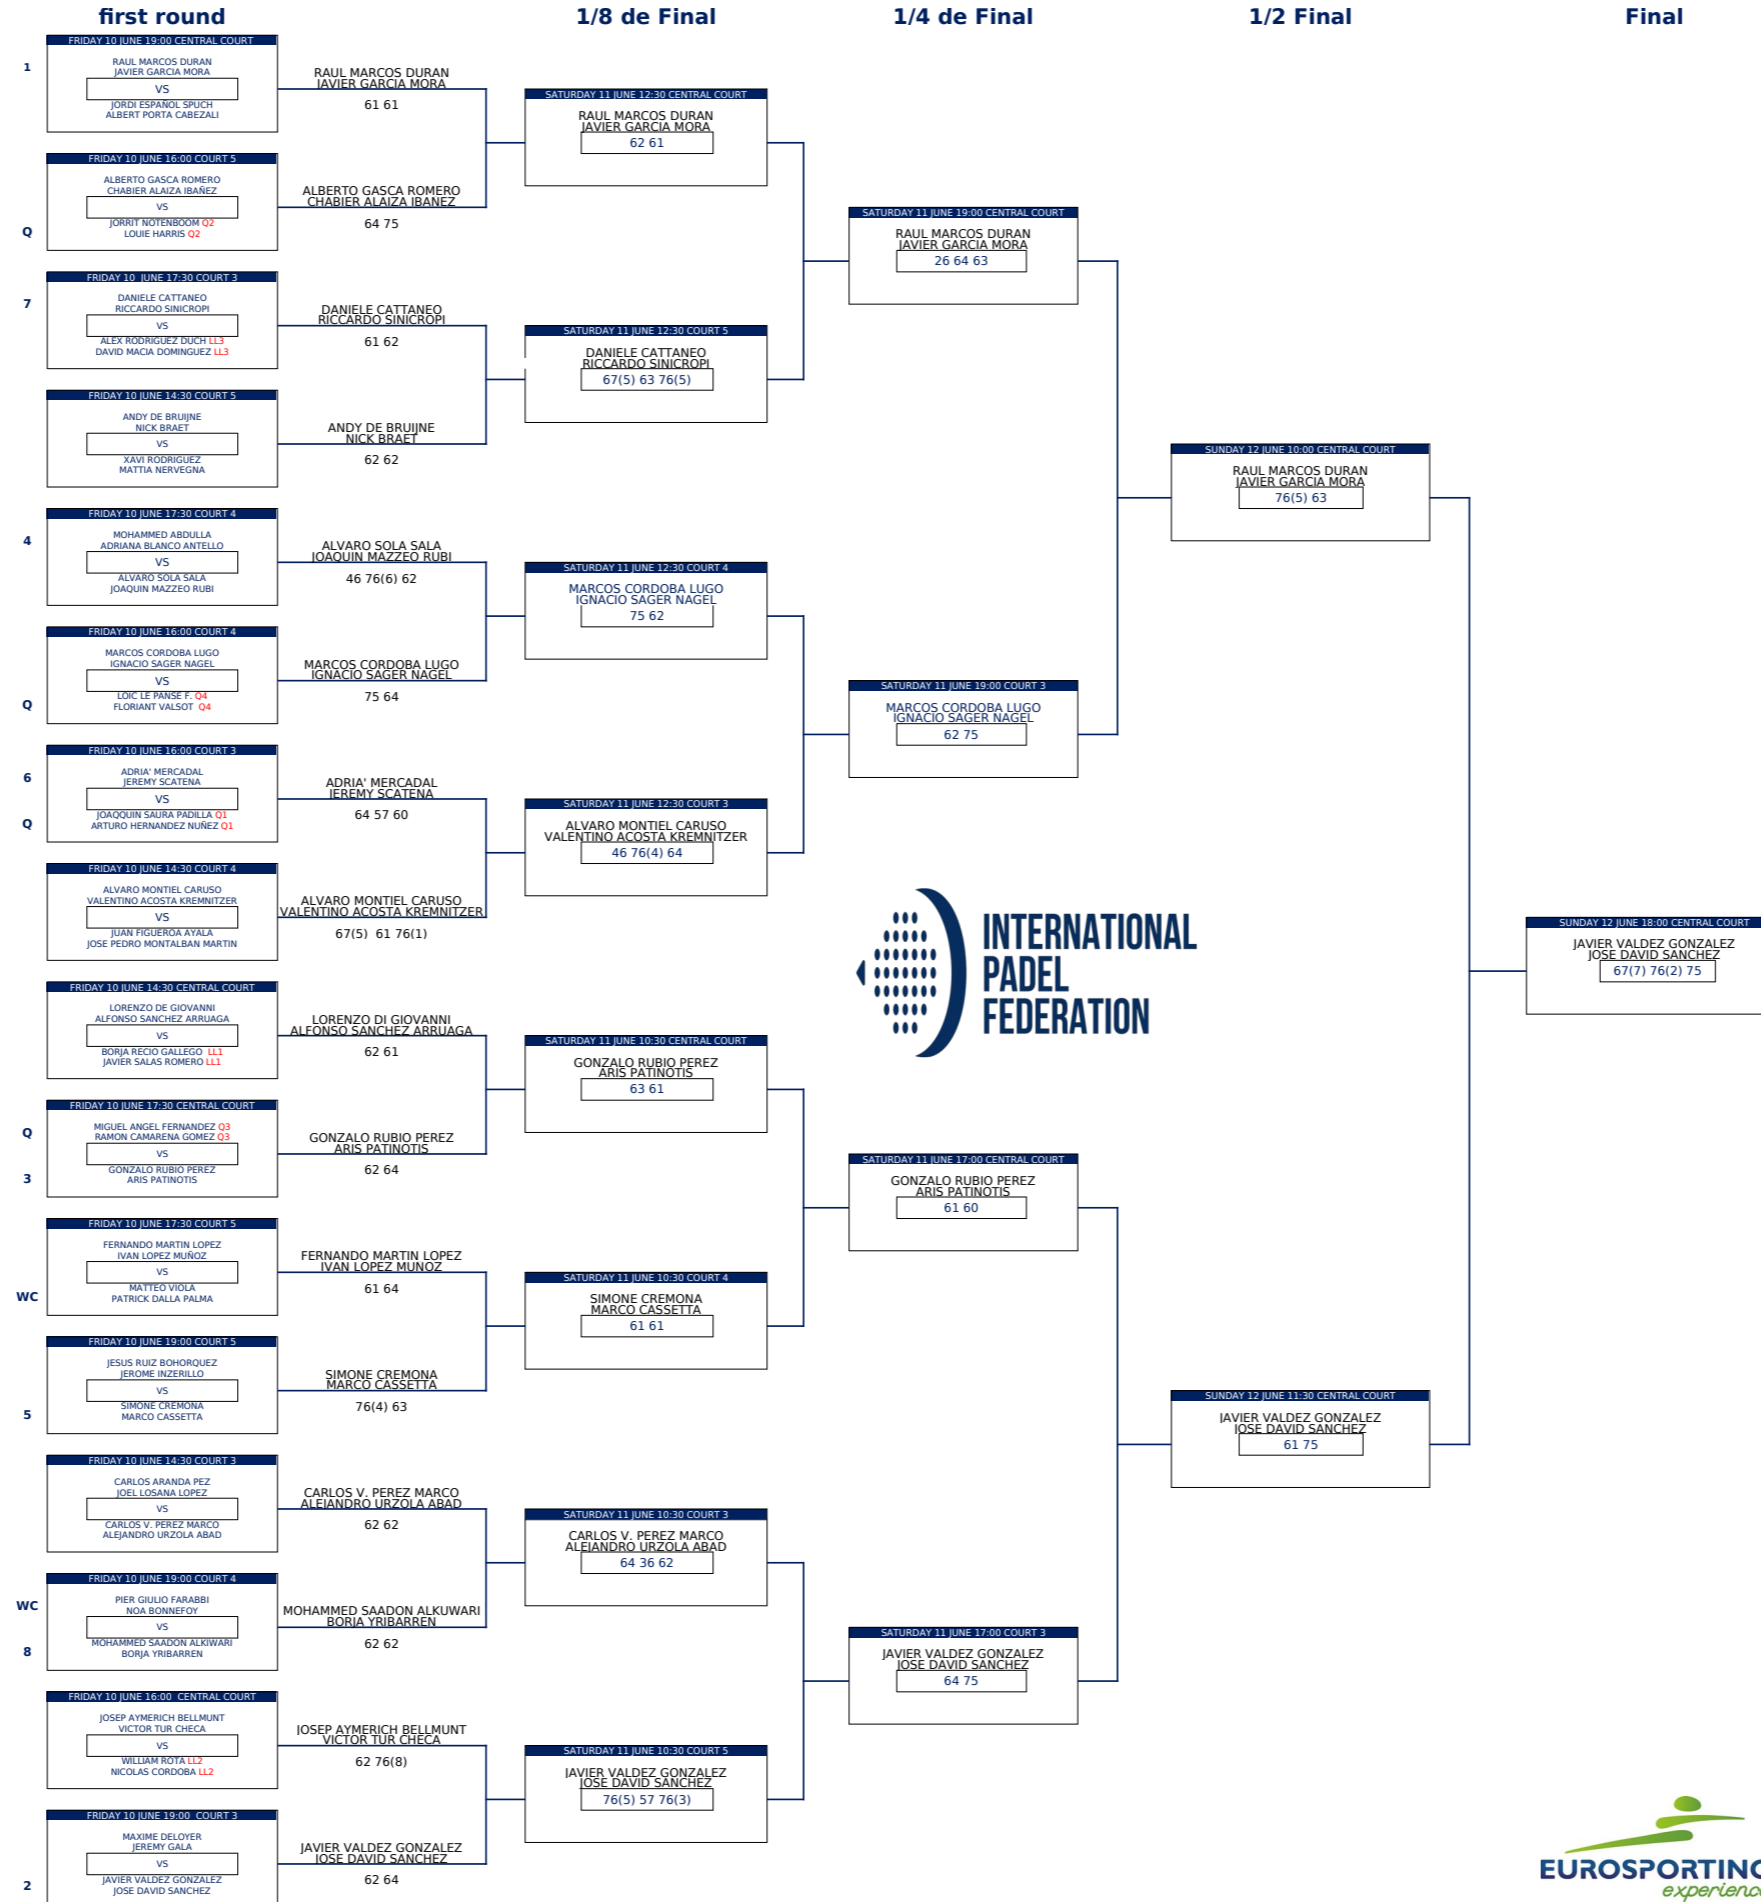 first round
1/8 de Final
1/4 de Final
1/2 Final
Final
FRIDAY 10 JUNE 19:00 CENTRAL COURT
1
RAUL MARCOS DURAN
JAVIER GARCIA MORA
VS
JORDI ESPAÑOL SPUCH
ALBERT PORTA CABEZALI
FRIDAY 10 JUNE 16:00 COURT 5
ALBERTO GASCA ROMERO
CHABIER ALAIZA IBAÑEZ
VS
Q
JORRIT NOTENBOOM Q2
LOUIE HARRIS Q2
FRIDAY 10 JUNE 17:30 COURT 3
7
DANIELE CATTANEO
RICCARDO SINICROPI
VS
ALEX RODRIGUEZ DUCH LL3
DAVID MACIA DOMINGUEZ LL3
FRIDAY 10 JUNE 14:30 COURT 5
ANDY DE BRUIJNE
NICK BRAET
VS
XAVI RODRIGUEZ
MATTIA NERVEGNA
FRIDAY 10 JUNE 17:30 COURT 4
4
MOHAMMED ABDULLA
ADRIANA BLANCO ANTELLO
VS
ALVARO SOLA SALA
JOAQUIN MAZZEO RUBI
FRIDAY 10 JUNE 16:00 COURT 4
MARCOS CORDOBA LUGO
IGNACIO SAGER NAGEL
VS
Q
LOIC LE PANSE F. Q4
FLORIANT VALSOT Q4
FRIDAY 10 JUNE 16:00 COURT 3
6
ADRIA' MERCADAL
JEREMY SCATENA
VS
Q
JOAQQUIN SAURA PADILLA Q1
ARTURO HERNANDEZ NUÑEZ Q1
FRIDAY 10 JUNE 14:30 COURT 4
ALVARO MONTIEL CARUSO
VALENTINO ACOSTA KREMNITZER
VS
JUAN FIGUEROA AYALA
JOSE PEDRO MONTALBAN MARTIN
FRIDAY 10 JUNE 14:30 CENTRAL COURT
LORENZO DE GIOVANNI
ALFONSO SANCHEZ ARRUAGA
VS
BORJA RECIO GALLEGO LL1
JAVIER SALAS ROMERO LL1
FRIDAY 10 JUNE 17:30 CENTRAL COURT
Q
MIGUEL ANGEL FERNANDEZ Q3
RAMON CAMARENA GOMEZ Q3
VS
3
GONZALO RUBIO PEREZ
ARIS PATINOTIS
FRIDAY 10 JUNE 17:30 COURT 5
FERNANDO MARTIN LOPEZ
IVAN LOPEZ MUÑOZ
VS
WC
MATTEO VIOLA
PATRICK DALLA PALMA
FRIDAY 10 JUNE 19:00 COURT 5
JESUS RUIZ BOHORQUEZ
JEROME INZERILLO
VS
5
SIMONE CREMONA
MARCO CASSETTA
FRIDAY 10 JUNE 14:30 COURT 3
CARLOS ARANDA PEZ
JOEL LOSANA LOPEZ
VS
CARLOS V. PEREZ MARCO
ALEJANDRO URZOLA ABAD
FRIDAY 10 JUNE 19:00 COURT 4
WC
PIER GIULIO FARABBI
NOA BONNEFOY
VS
8
MOHAMMED SAADON ALKIWARI
BORJA YRIBARREN
FRIDAY 10 JUNE 16:00 CENTRAL COURT
JOSEP AYMERICH BELLMUNT
VICTOR TUR CHECA
VS
WILLIAM ROTA LL2
NICOLAS CORDOBA LL2
FRIDAY 10 JUNE 19:00 COURT 3
MAXIME DELOYER
JEREMY GALA
VS
2
JAVIER VALDEZ GONZALEZ
JOSE DAVID SANCHEZ
RAUL MARCOS DURAN
JAVIER GARCIA MORA
61 61
ALBERTO GASCA ROMERO
CHABIER ALAIZA IBAÑEZ
64 75
DANIELE CATTANEO
RICCARDO SINICROPI
61 62
ANDY DE BRUIJNE
NICK BRAET
62 62
ALVARO SOLA SALA
JOAQUIN MAZZEO RUBI
46 76(6) 62
MARCOS CORDOBA LUGO
IGNACIO SAGER NAGEL
75 64
ADRIA' MERCADAL
JEREMY SCATENA
64 57 60
ALVARO MONTIEL CARUSO
VALENTINO ACOSTA KREMNITZER
67(5) 61 76(1)
LORENZO DI GIOVANNI
ALFONSO SANCHEZ ARRUAGA
62 61
GONZALO RUBIO PEREZ
ARIS PATINOTIS
62 64
FERNANDO MARTIN LOPEZ
IVAN LOPEZ MUÑOZ
61 64
SIMONE CREMONA
MARCO CASSETTA
76(4) 63
CARLOS V. PEREZ MARCO
ALEJANDRO URZOLA ABAD
62 62
MOHAMMED SAADON ALKUWARI
BORJA YRIBARREN
62 62
JOSEP AYMERICH BELLMUNT
VICTOR TUR CHECA
62 76(8)
JAVIER VALDEZ GONZALEZ
JOSE DAVID SANCHEZ
62 64
SATURDAY 11 JUNE 12:30 CENTRAL COURT
RAUL MARCOS DURAN
JAVIER GARCIA MORA
62 61
SATURDAY 11 JUNE 12:30 COURT 5
DANIELE CATTANEO
RICCARDO SINICROPI
67(5) 63 76(5)
SATURDAY 11 JUNE 12:30 COURT 4
MARCOS CORDOBA LUGO
IGNACIO SAGER NAGEL
75 62
SATURDAY 11 JUNE 12:30 COURT 3
ALVARO MONTIEL CARUSO
VALENTINO ACOSTA KREMNITZER
46 76(4) 64
SATURDAY 11 JUNE 10:30 CENTRAL COURT
GONZALO RUBIO PEREZ
ARIS PATINOTIS
63 61
SATURDAY 11 JUNE 10:30 COURT 4
SIMONE CREMONA
MARCO CASSETTA
61 61
SATURDAY 11 JUNE 10:30 COURT 3
CARLOS V. PEREZ MARCO
ALEJANDRO URZOLA ABAD
64 36 62
SATURDAY 11 JUNE 10:30 COURT 5
JAVIER VALDEZ GONZALEZ
JOSE DAVID SANCHEZ
76(5) 57 76(3)
SATURDAY 11 JUNE 19:00 CENTRAL COURT
RAUL MARCOS DURAN
JAVIER GARCIA MORA
26 64 63
SATURDAY 11 JUNE 19:00 COURT 3
MARCOS CORDOBA LUGO
IGNACIO SAGER NAGEL
62 75
SATURDAY 11 JUNE 17:00 CENTRAL COURT
GONZALO RUBIO PEREZ
ARIS PATINOTIS
61 60
SATURDAY 11 JUNE 17:00 COURT 3
JAVIER VALDEZ GONZALEZ
JOSE DAVID SANCHEZ
64 75
SUNDAY 12 JUNE 10:00 CENTRAL COURT
RAUL MARCOS DURAN
JAVIER GARCIA MORA
76(5) 63
SUNDAY 12 JUNE 11:30 CENTRAL COURT
JAVIER VALDEZ GONZALEZ
JOSE DAVID SANCHEZ
61 75
SUNDAY 12 JUNE 18:00 CENTRAL COURT
JAVIER VALDEZ GONZALEZ
JOSE DAVID SANCHEZ
67(7) 76(2) 75
INTERNATIONAL
PADEL
FEDERATION
EUROSPORTING
experience